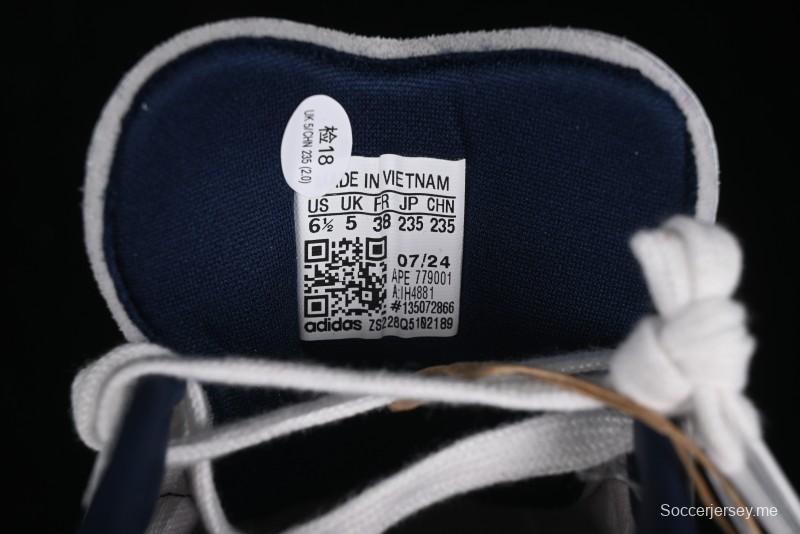 检18
UK 5/CHN 235 (2.0)
DE IN VIETNAM
US UK FR JP CHN
6½ 5 38 235 235
07/24
APE 779001
A:IH4881
#135072866
adidas ZS228Q5102189
Soccerjersey.me